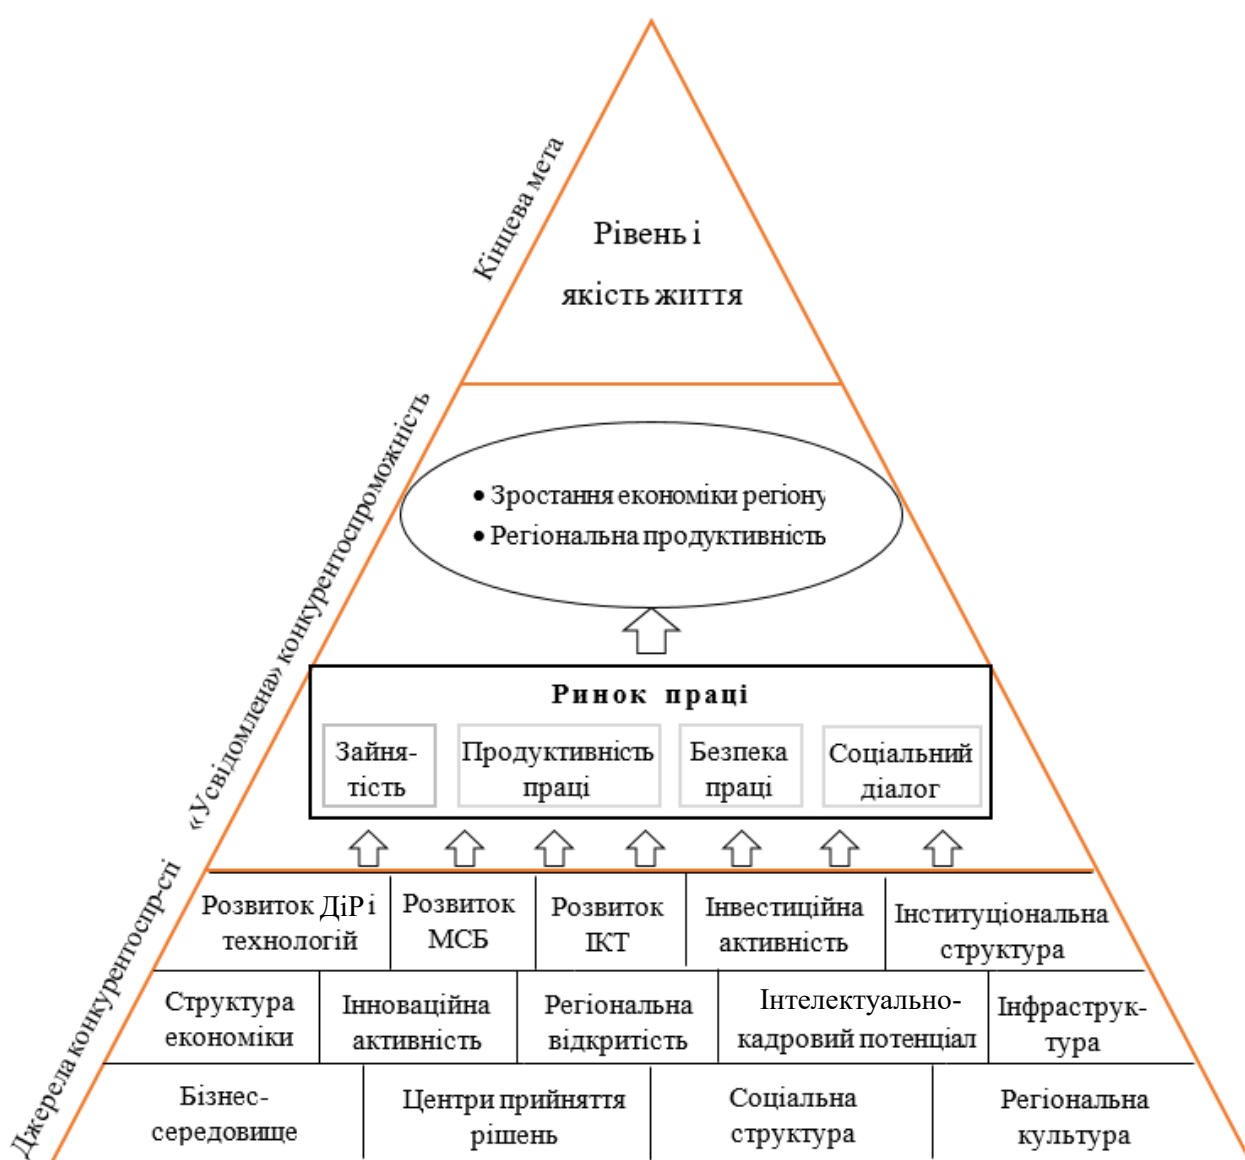 Кінцева мета
Рівень і
якість життя
«Усвідомлена» конкурентоспроможність
• Зростання економіки регіону
• Регіональна продуктивність
Ринок праці
Зайня-
тість
Продуктивність
праці
Безпека
праці
Соціальний
діалог
Джерела конкурентоспр-сті
Розвиток ДіР і
технологій
Розвиток
МСБ
Розвиток
ІКТ
Інвестиційна
активність
Інституціональна
структура
Структура
економіки
Інноваційна
активність
Регіональна
відкритість
Інтелектуально-
кадровий потенціал
Інфраструк-
тура
Бізнес-
середовище
Центри прийняття
рішень
Соціальна
структура
Регіональна
культура